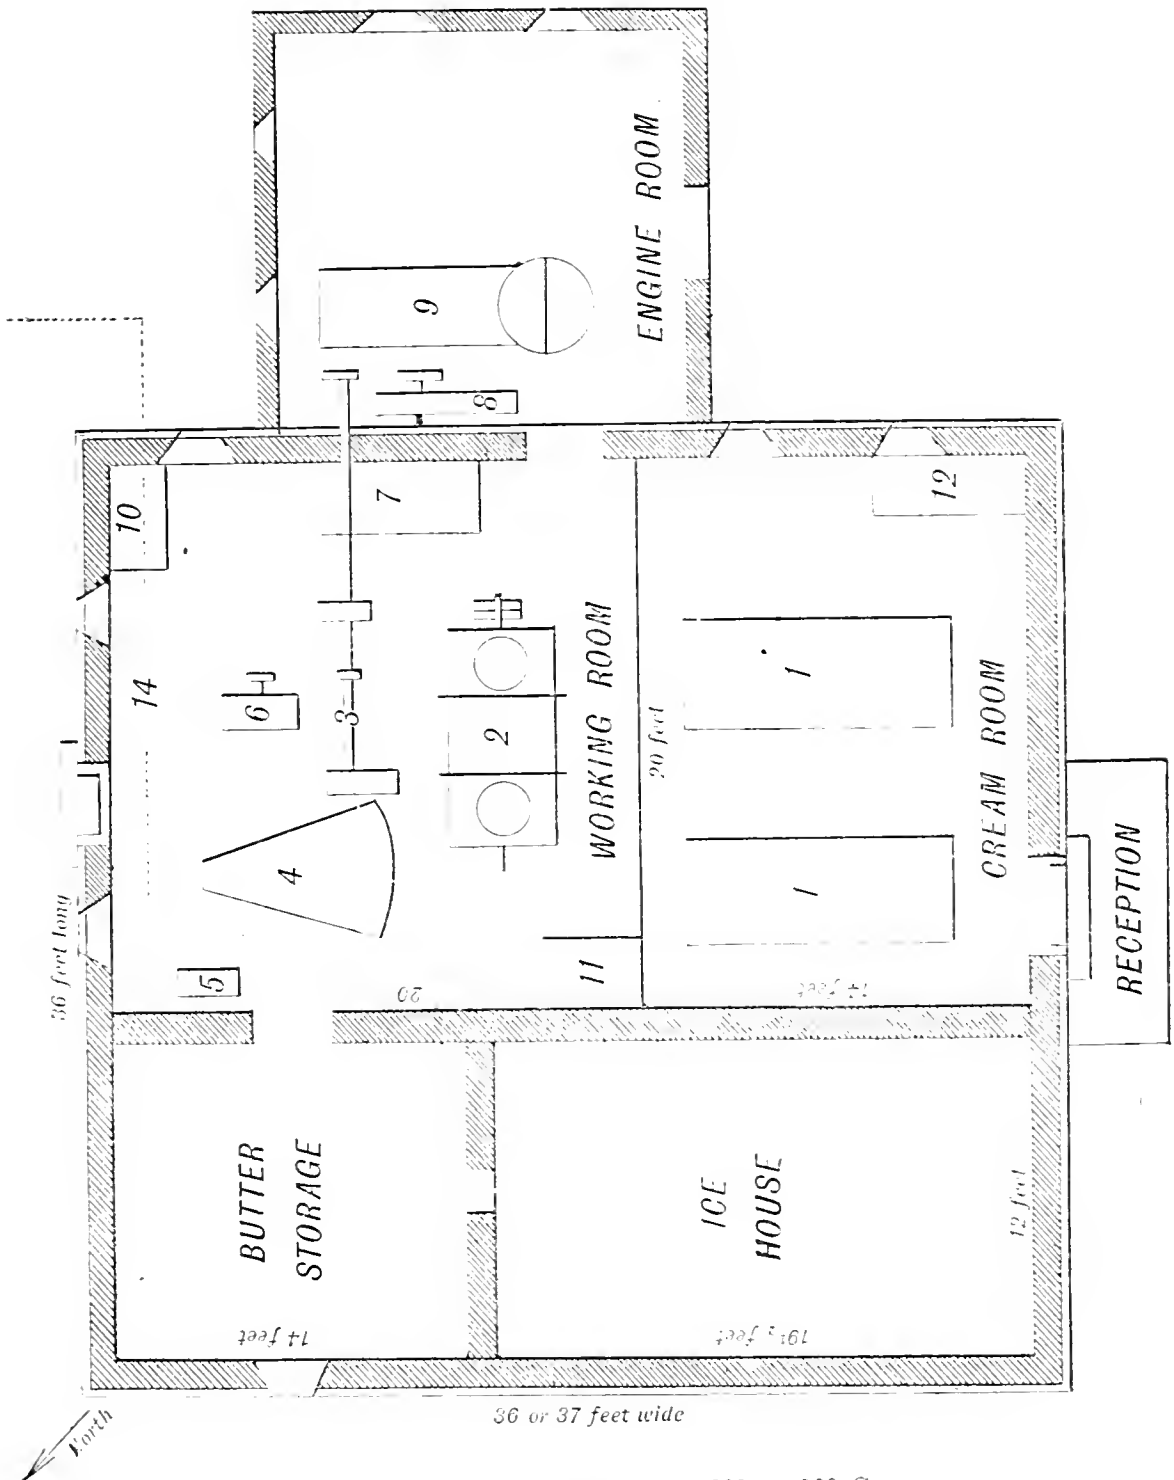 ENGINE ROOM
9
8
10
7
12
14
6
3
2
WORKING ROOM
20 feet
1
1
CREAM ROOM
4
5
11
20
14 feet
RECEPTION
36 feet long
BUTTER
STORAGE
14 feet
ICE
HOUSE
12 feet
19½ feet
North
36 or 37 feet wide